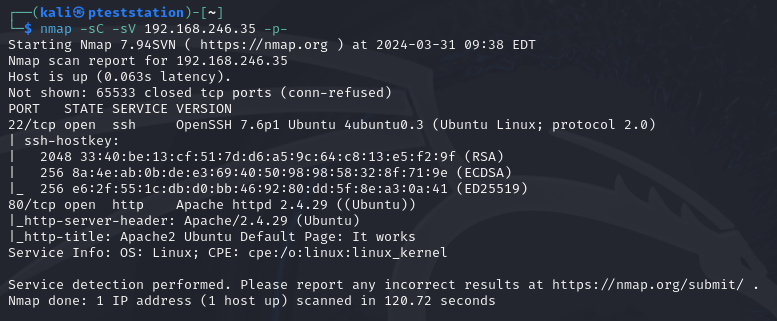 ┌──(kali㉿pteststation)-[~]
└─$ nmap -sC -sV 192.168.246.35 -p-
Starting Nmap 7.94SVN ( https://nmap.org ) at 2024-03-31 09:38 EDT
Nmap scan report for 192.168.246.35
Host is up (0.063s latency).
Not shown: 65533 closed tcp ports (conn-refused)
PORT   STATE SERVICE VERSION
22/tcp open  ssh     OpenSSH 7.6p1 Ubuntu 4ubuntu0.3 (Ubuntu Linux; protocol 2.0)
| ssh-hostkey:
|   2048 33:40:be:13:cf:51:7d:d6:a5:9c:64:c8:13:e5:f2:9f (RSA)
|   256 8a:4e:ab:0b:de:e3:69:40:50:98:98:58:32:8f:71:9e (ECDSA)
|_  256 e6:2f:55:1c:db:d0:bb:46:92:80:dd:5f:8e:a3:0a:41 (ED25519)
80/tcp open  http    Apache httpd 2.4.29 ((Ubuntu))
|_http-server-header: Apache/2.4.29 (Ubuntu)
|_http-title: Apache2 Ubuntu Default Page: It works
Service Info: OS: Linux; CPE: cpe:/o:linux:linux_kernel

Service detection performed. Please report any incorrect results at https://nmap.org/submit/ .
Nmap done: 1 IP address (1 host up) scanned in 120.72 seconds